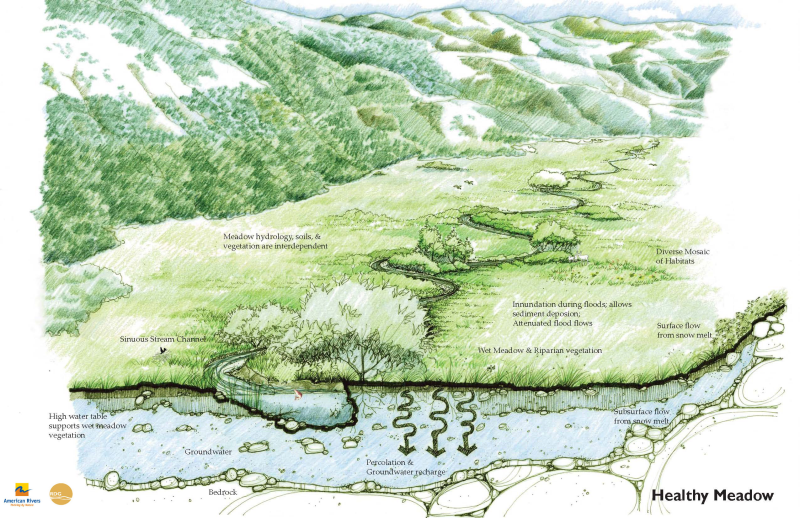 Meadow hydrology, soils, &
vegetation are interdependent
Diverse Mosaic
of Habitats
Innundation during floods; allows
sediment deposion;
Attenuated flood flows
Surface flow
from snow melt
Sinuous Stream Channel
Wet Meadow & Riparian vegetation
High water table
supports wet meadow
vegetation
Subsurface flow
from snow melt
Groundwater
Percolation &
Groundwater recharge
Bedrock
American Rivers
Healthy Meadow